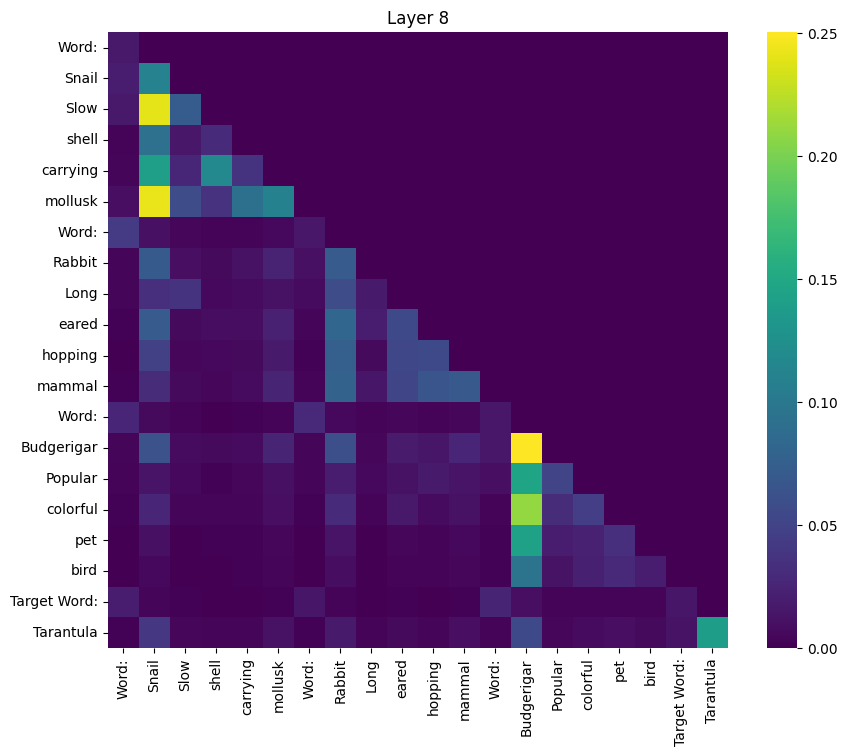 Layer 8
Word:
Snail
Slow
shell
carrying
mollusk
Word:
Rabbit
Long
eared
hopping
mammal
Word:
Budgerigar
Popular
colorful
pet
bird
Target Word:
Tarantula
0.25
0.20
0.15
0.10
0.05
0.00
Word:
Snail
Slow
shell
carrying
mollusk
Word:
Rabbit
Long
eared
hopping
mammal
Word:
Budgerigar
Popular
colorful
pet
bird
Target Word:
Tarantula